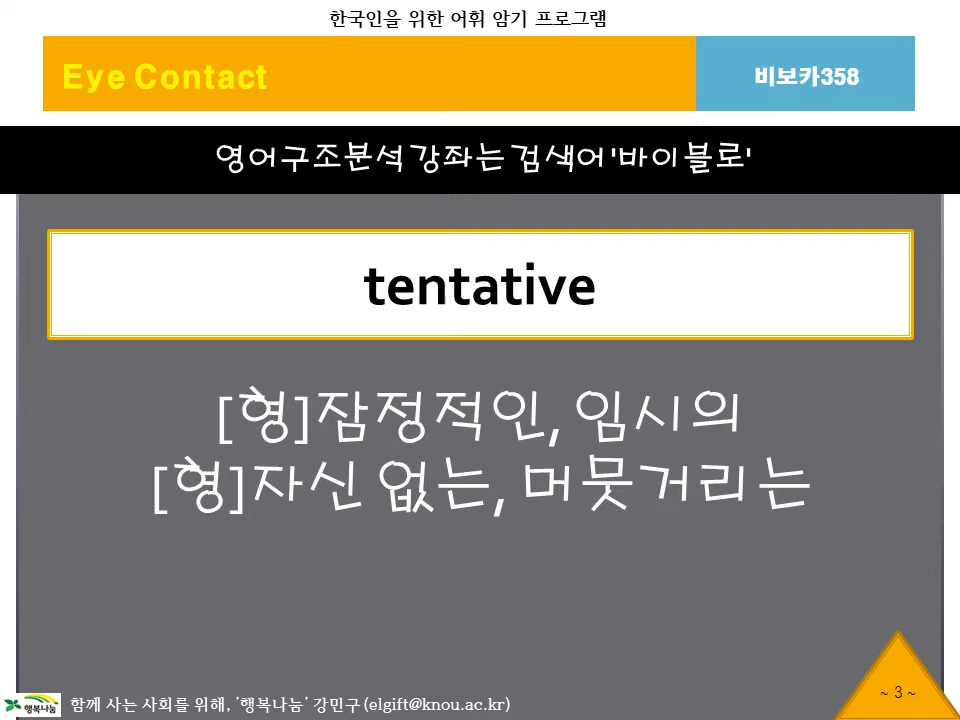 한국인을 위한 어휘 암기 프로그램
Eye Contact
비보카358
영어구조분석 강좌는 검색어 '바이블로'
tentative
[형]잠정적인, 임시의
[형]자신 없는, 머뭇거리는
~ 3 ~
행복나눔
함께 사는 사회를 위해, '행복나눔' 강민구 (elgift@knou.ac.kr)